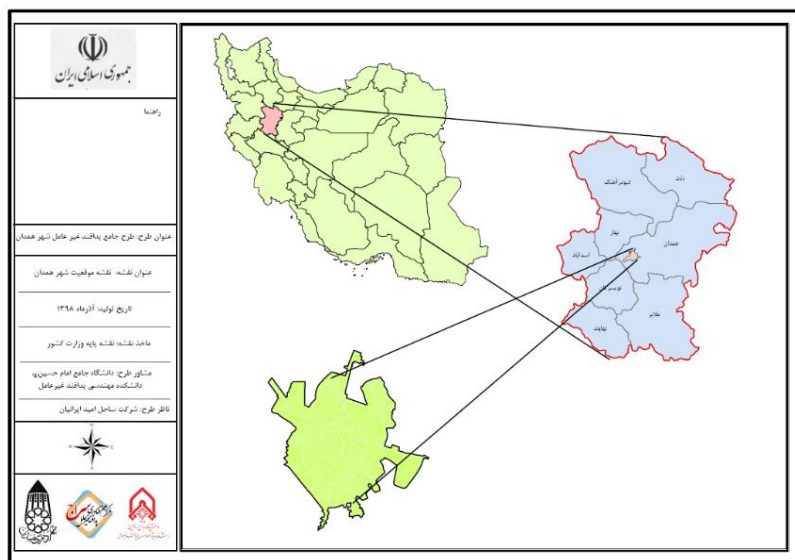 جمهوری اسلامی ایران
راهنما
عنوان طرح: طرح جامع پدافند غیر عامل شهر همدان
عنوان نقشه: نقشه موقعیت شهر همدان
تاریخ تولید: آذرماه ۱۳۹۸
ماخذ نقشه: نقشه پایه وزارت کشور
مشاور طرح: دانشگاه جامع امام حسین(ع)
دانشکده مهندسی پدافند غیرعامل
ناظر طرح: شرکت ساحل امید ایرانیان
رزن
کبودر آهنگ
بهار
همدان
اسد آباد
تویسرکان
ملایر
نهاوند